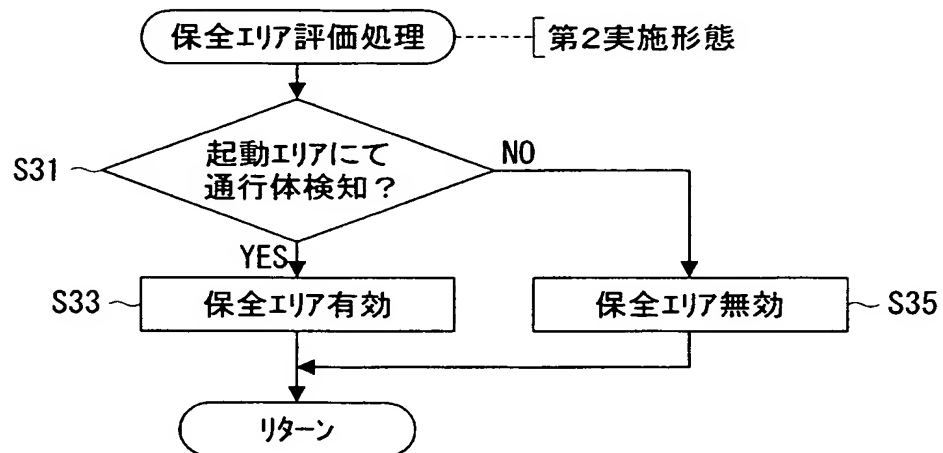 保全エリア評価処理
第2実施形態
S31
起動エリアにて
通行体検知?
NO
YES
S33
保全エリア有効
保全エリア無効
S35
リターン